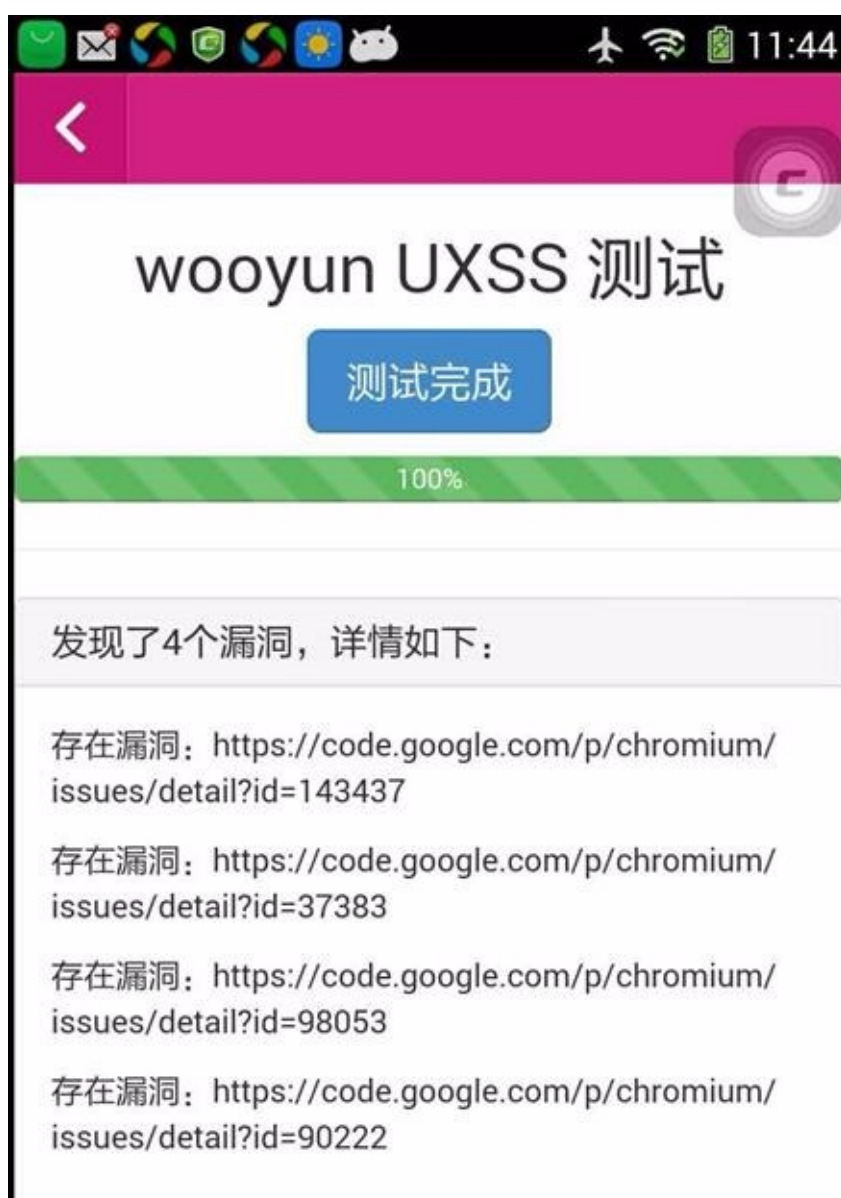 11:44
wooyun UXSS 测试
测试完成
100%
发现了4个漏洞，详情如下：
存在漏洞：https://code.google.com/p/chromium/
issues/detail?id=143437
存在漏洞：https://code.google.com/p/chromium/
issues/detail?id=37383
存在漏洞：https://code.google.com/p/chromium/
issues/detail?id=98053
存在漏洞：https://code.google.com/p/chromium/
issues/detail?id=90222